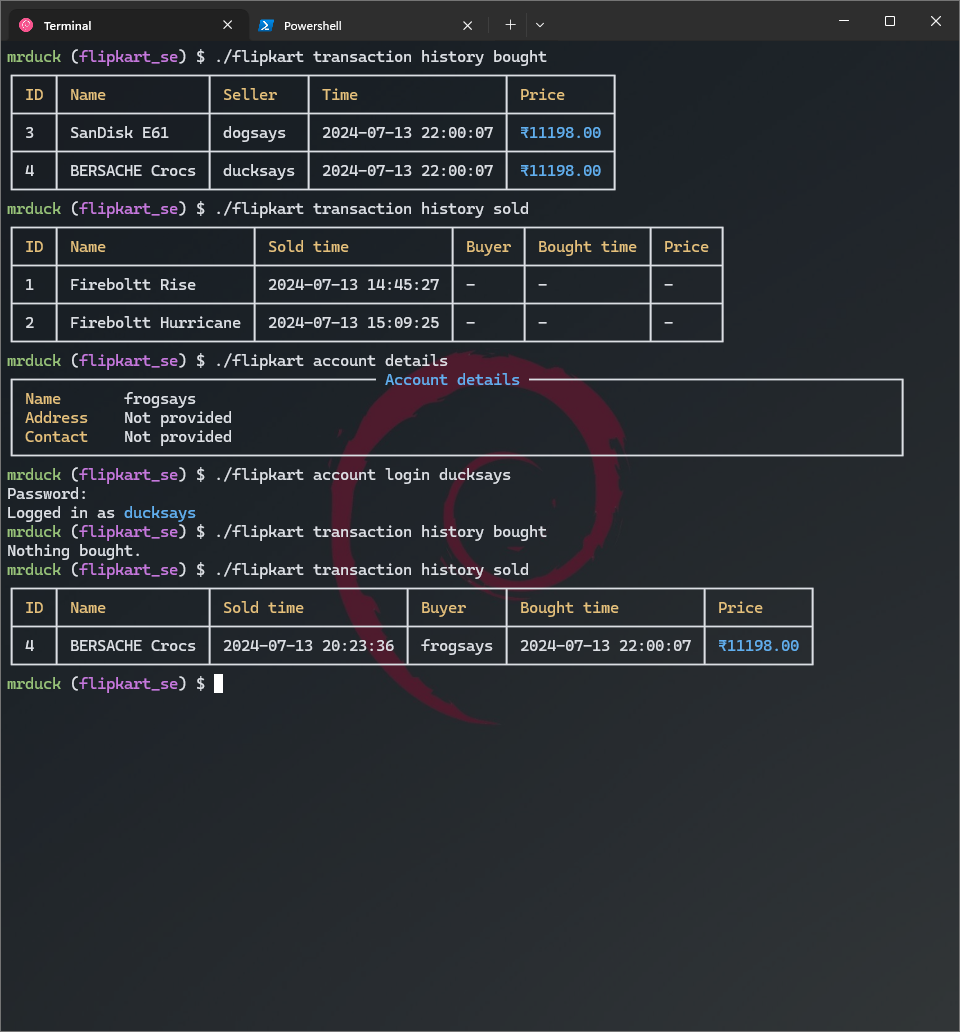 Terminal Powershell
mrduck (flipkart_se) $ ./flipkart transaction history bought
ID Name Seller Time Price
3 SanDisk E61 dogsays 2024-07-13 22:00:07 ₹11198.00
4 BERSACHE Crocs ducksays 2024-07-13 22:00:07 ₹11198.00
mrduck (flipkart_se) $ ./flipkart transaction history sold
ID Name Sold time Buyer Bought time Price
1 Fireboltt Rise 2024-07-13 14:45:27 - - -
2 Fireboltt Hurricane 2024-07-13 15:09:25 - - -
mrduck (flipkart_se) $ ./flipkart account details
Account details
Name frogsays
Address Not provided
Contact Not provided
mrduck (flipkart_se) $ ./flipkart account login ducksays
Password:
Logged in as ducksays
mrduck (flipkart_se) $ ./flipkart transaction history bought
Nothing bought.
mrduck (flipkart_se) $ ./flipkart transaction history sold
ID Name Sold time Buyer Bought time Price
4 BERSACHE Crocs 2024-07-13 20:23:36 frogsays 2024-07-13 22:00:07 ₹11198.00
mrduck (flipkart_se) $